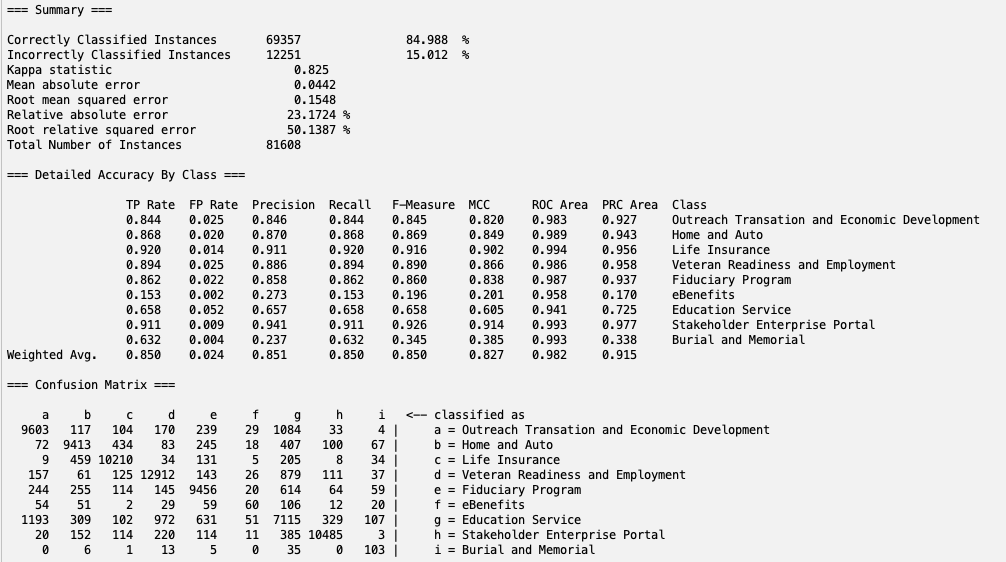 === Summary ===
Correctly Classified Instances 69357 84.988 %
Incorrectly Classified Instances 12251 15.012 %
Kappa statistic 0.825
Mean absolute error 0.0442
Root mean squared error 0.1548
Relative absolute error 23.1724 %
Root relative squared error 50.1387 %
Total Number of Instances 81608
=== Detailed Accuracy By Class ===
TP Rate FP Rate Precision Recall F-Measure MCC ROC Area PRC Area Class
0.844 0.025 0.846 0.844 0.845 0.820 0.983 0.927 Outreach Transation and Economic Development
0.868 0.020 0.870 0.868 0.869 0.849 0.989 0.943 Home and Auto
0.920 0.014 0.911 0.920 0.916 0.902 0.994 0.956 Life Insurance
0.894 0.025 0.886 0.894 0.890 0.866 0.986 0.958 Veteran Readiness and Employment
0.862 0.022 0.858 0.862 0.860 0.838 0.987 0.937 Fiduciary Program
0.153 0.002 0.273 0.153 0.196 0.201 0.958 0.170 eBenefits
0.658 0.052 0.657 0.658 0.658 0.605 0.941 0.725 Education Service
0.911 0.009 0.941 0.911 0.926 0.914 0.993 0.977 Stakeholder Enterprise Portal
0.632 0.004 0.237 0.632 0.345 0.385 0.993 0.338 Burial and Memorial
Weighted Avg. 0.850 0.024 0.851 0.850 0.850 0.827 0.982 0.915
=== Confusion Matrix ===
a b c d e f g h i <-- classified as
9603 117 104 170 239 29 1084 33 4 | a = Outreach Transation and Economic Development
72 9413 434 83 245 18 407 100 67 | b = Home and Auto
9 459 10210 34 131 5 205 8 34 | c = Life Insurance
157 61 125 12912 143 26 879 111 37 | d = Veteran Readiness and Employment
244 255 114 145 9456 20 614 64 59 | e = Fiduciary Program
54 51 2 29 59 60 106 12 20 | f = eBenefits
1193 309 102 972 631 51 7115 329 107 | g = Education Service
20 152 114 220 114 11 385 10485 3 | h = Stakeholder Enterprise Portal
0 6 1 13 5 0 35 0 103 | i = Burial and Memorial